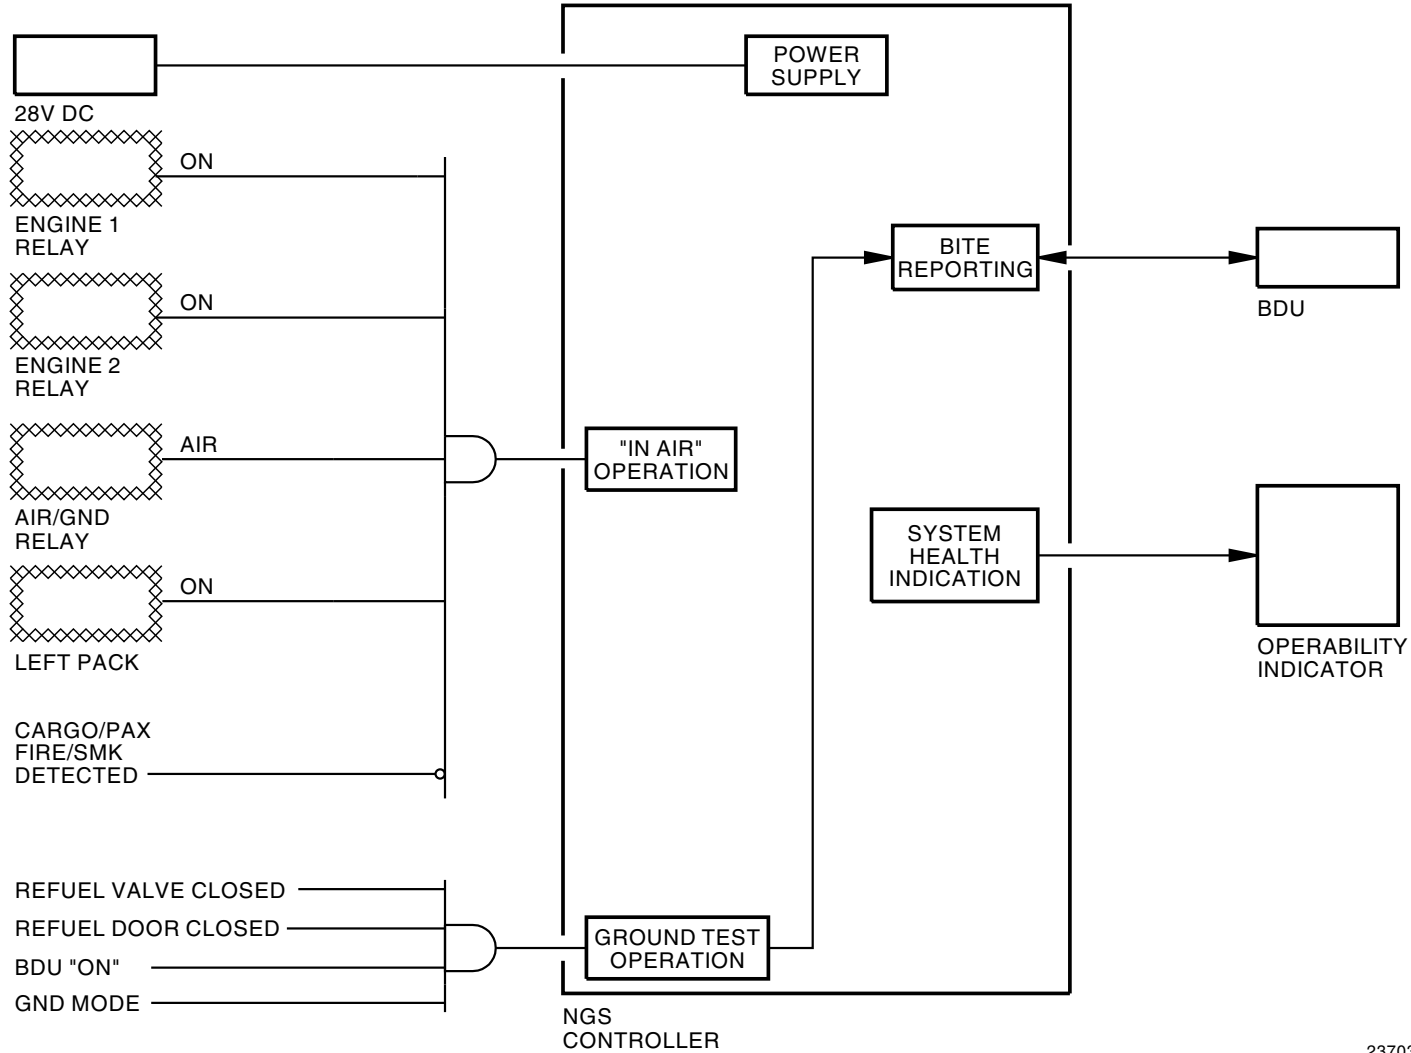 POWER
SUPPLY
28V DC
ON
ENGINE 1
RELAY
ON
ENGINE 2
RELAY
AIR
AIR/GND
RELAY
ON
LEFT PACK
CARGO/PAX
FIRE/SMK
DETECTED
"IN AIR"
OPERATION
BITE
REPORTING
BDU
SYSTEM
HEALTH
INDICATION
OPERABILITY
INDICATOR
REFUEL VALVE CLOSED
REFUEL DOOR CLOSED
BDU "ON"
GND MODE
GROUND TEST
OPERATION
NGS
CONTROLLER